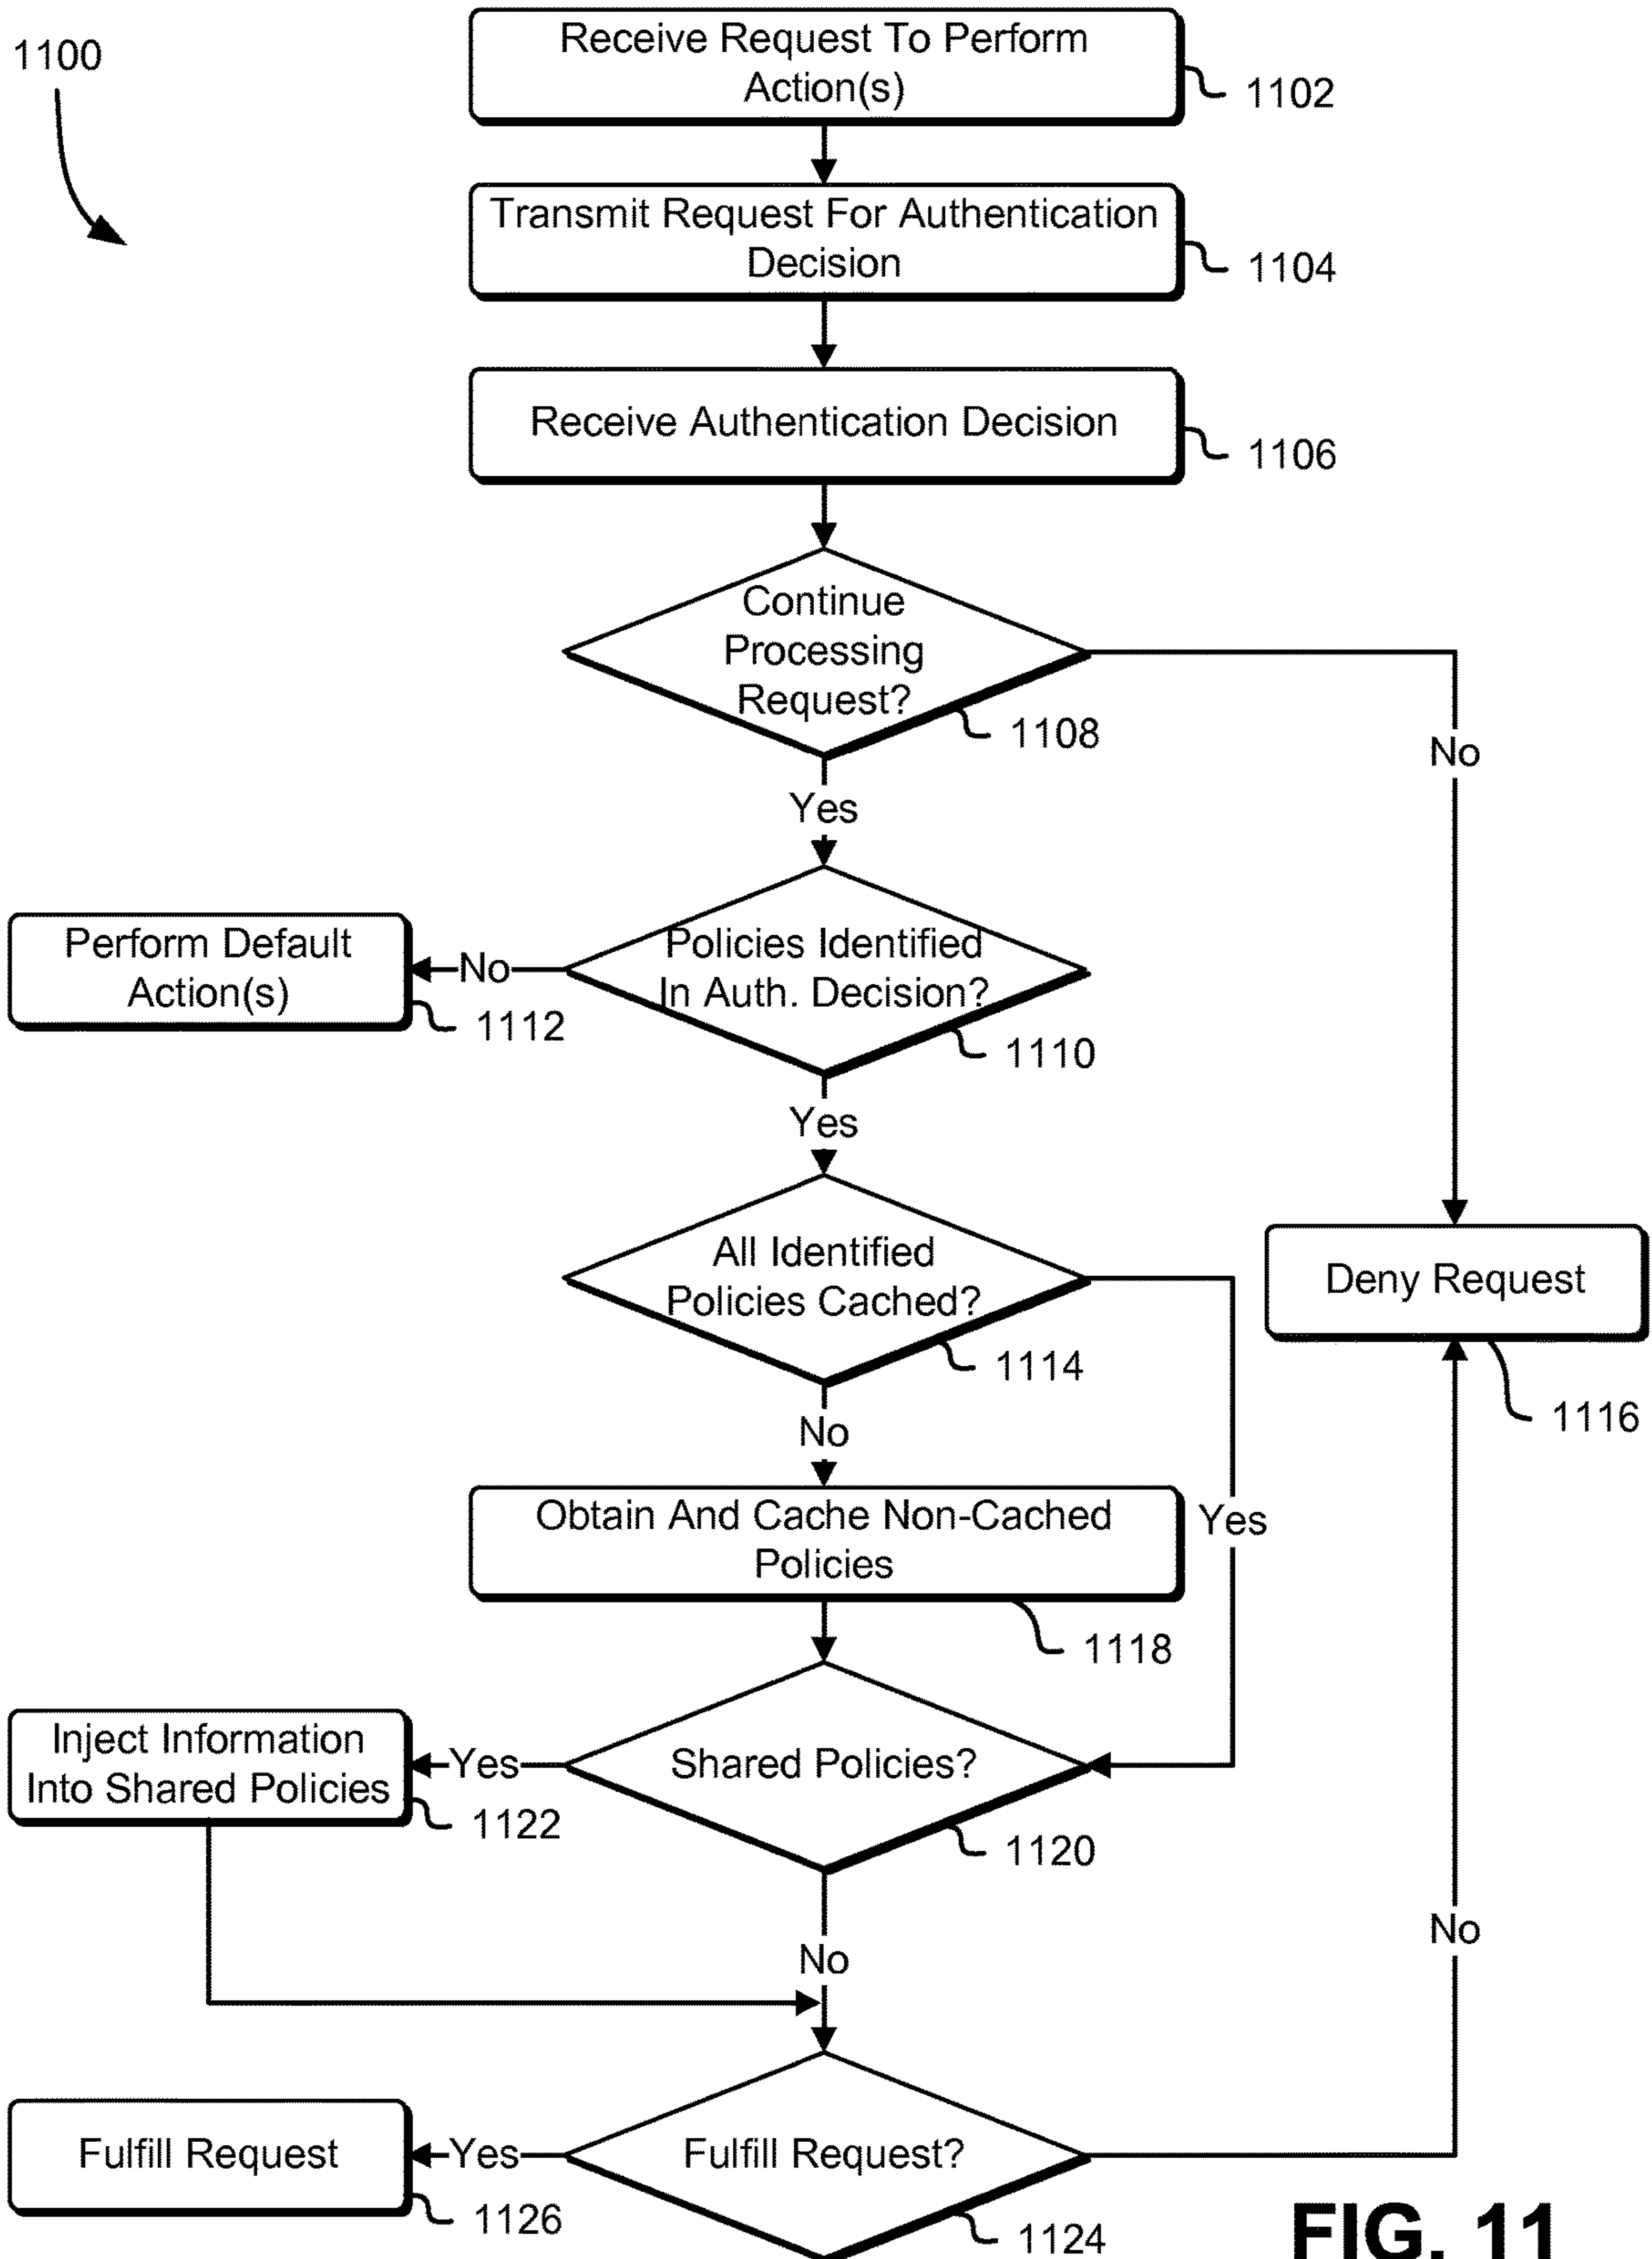 1100
Receive Request To Perform
Action(s)
1102
Transmit Request For Authentication
Decision
1104
Receive Authentication Decision
1106
Continue
Processing
Request?
1108
No
Yes
Perform Default
Action(s)
1112
No
Policies Identified
In Auth. Decision?
1110
Yes
All Identified
Policies Cached?
1114
Deny Request
1116
No
Yes
Obtain And Cache Non-Cached
Policies
1118
Inject Information
Into Shared Policies
1122
Yes
Shared Policies?
1120
No
No
Fulfill Request
1126
Yes
Fulfill Request?
1124
FIG. 11